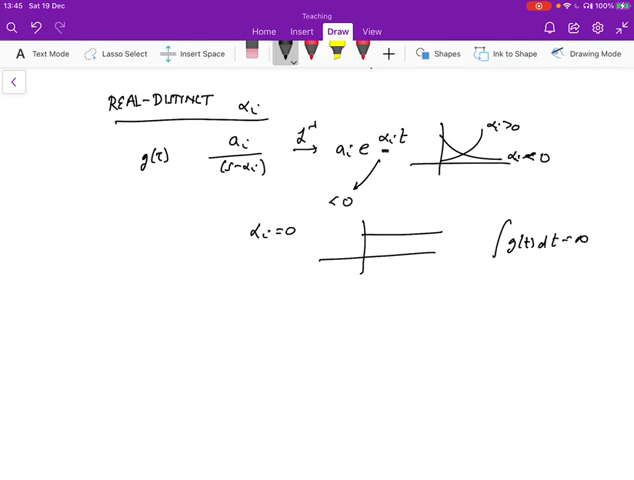 13:45 Sat 19 Dec
Teaching
100%
Home Insert Draw View
A Text Mode Lasso Select Insert Space Shapes Ink to Shape Drawing Mode
REAL-DISTINCT αi
g(t) ai/(s-αi) L⁻¹ → ai e^αit αi>0
αi<0
<0
αi=0 ∫g(t)dt=∞